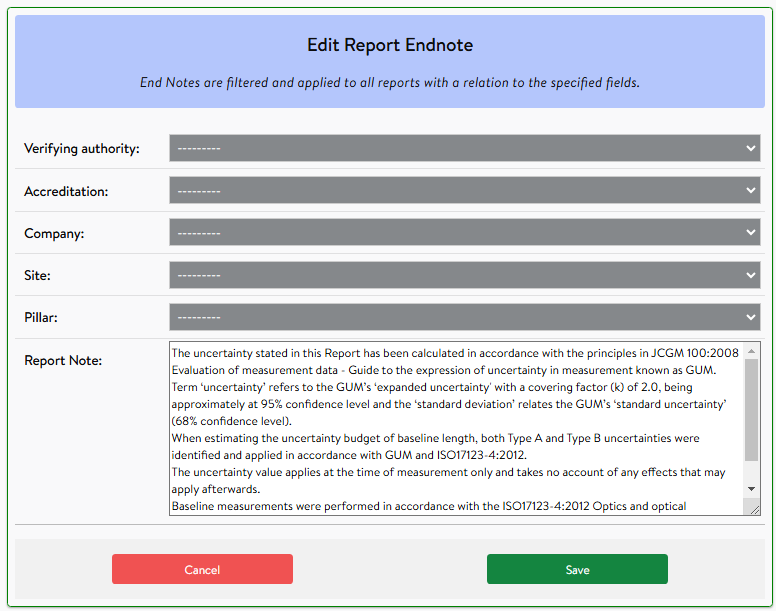 Edit Report Endnote
End Notes are filtered and applied to all reports with a relation to the specified fields.
Verifying authority:
---------
Accreditation:
---------
Company:
---------
Site:
---------
Pillar:
---------
Report Note:
The uncertainty stated in this Report has been calculated in accordance with the principles in JCGM 100:2008
Evaluation of measurement data - Guide to the expression of uncertainty in measurement known as GUM.
Term ‘uncertainty’ refers to the GUM’s ‘expanded uncertainty' with a covering factor (k) of 2.0, being
approximately at 95% confidence level and the ‘standard deviation’ relates the GUM’s ‘standard uncertainty’
(68% confidence level).
When estimating the uncertainty budget of baseline length, both Type A and Type B uncertainties were
identified and applied in accordance with GUM and ISO17123-4:2012.
The uncertainty value applies at the time of measurement only and takes no account of any effects that may
apply afterwards.
Baseline measurements were performed in accordance with the ISO17123-4:2012 Optics and optical
Cancel
Save